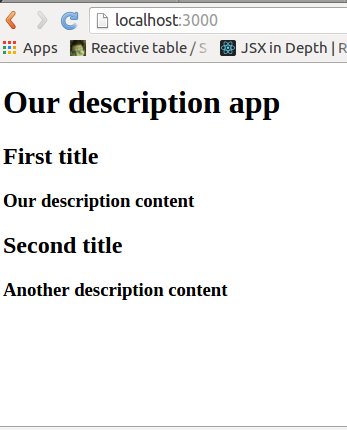 localhost:3000
Apps Reactive table / S JSX in Depth | R
Our description app
First title
Our description content
Second title
Another description content